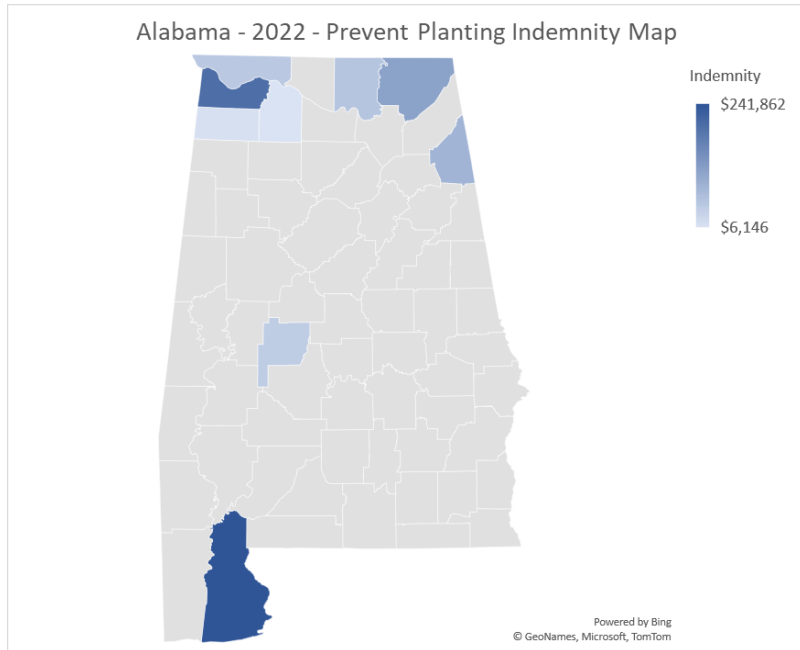 Alabama - 2022 - Prevent Planting Indemnity Map
Indemnity
$241,862
$6,146
Powered by Bing
© GeoNames, Microsoft, TomTom